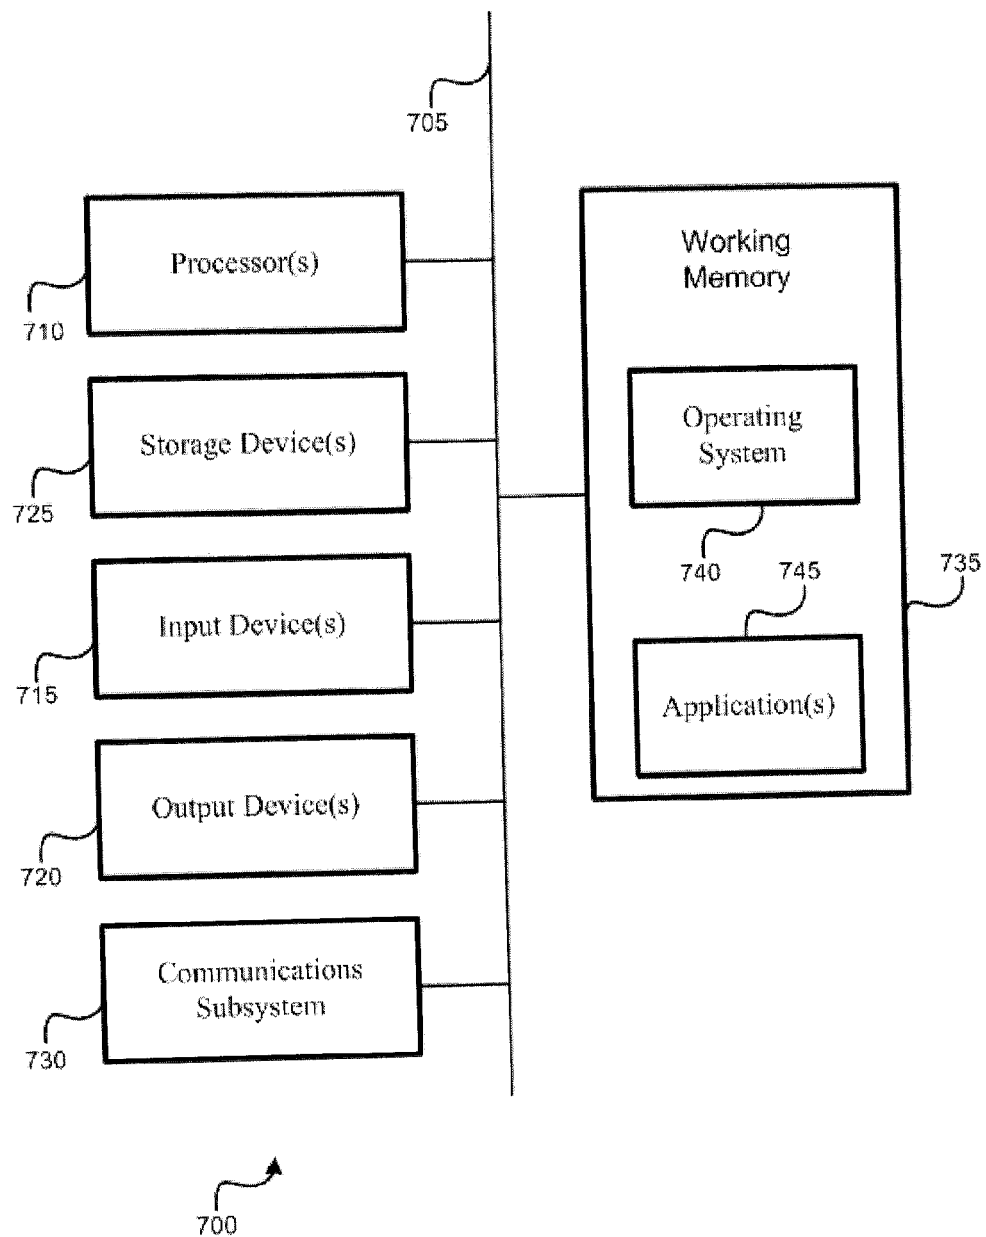 705
Processor(s)
710
Storage Device(s)
725
Input Device(s)
715
Output Device(s)
720
Communications
Subsystem
730
Working
Memory
Operating
System
740
745
735
Application(s)
700